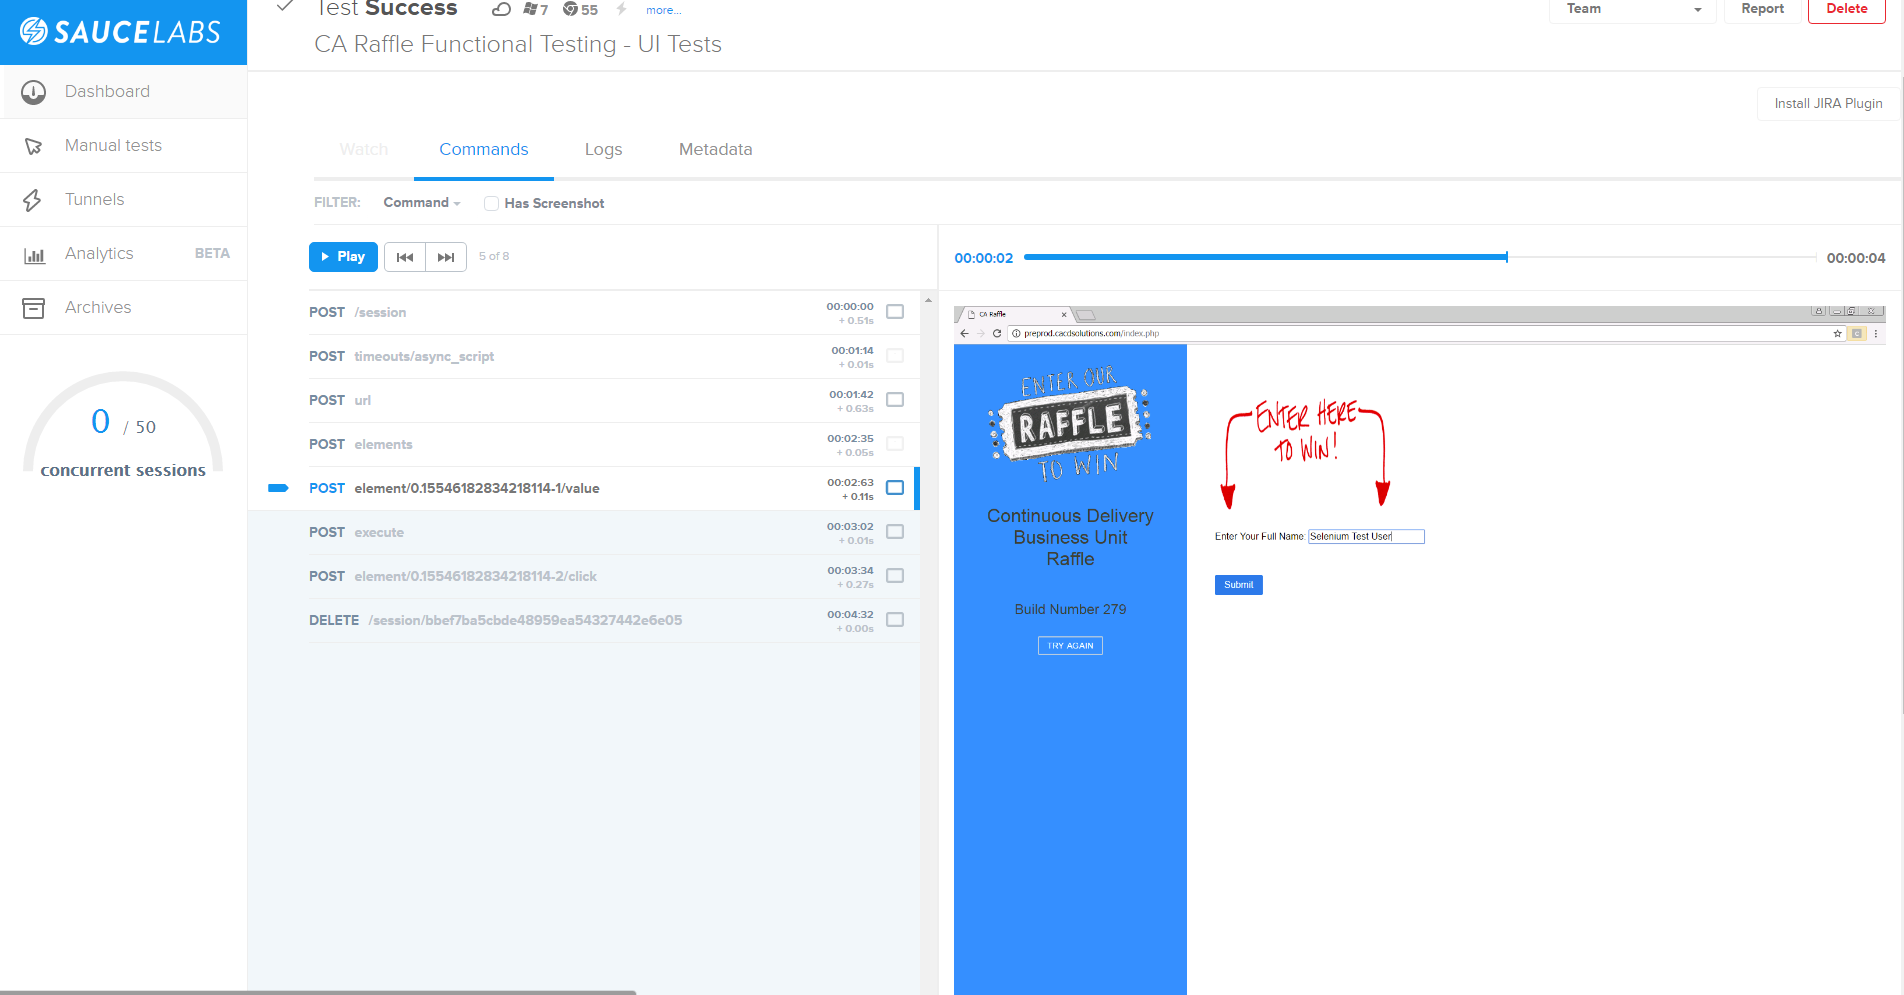 SAUCELABS
Test Success 7 55 more...
Team Report Delete
CA Raffle Functional Testing - UI Tests
Dashboard
Manual tests
Tunnels
Analytics BETA
Archives
0 / 50
concurrent sessions
Install JIRA Plugin
Watch Commands Logs Metadata
FILTER: Command Has Screenshot
Play 5 of 8
POST /session 00:00:00
+ 0.51s
POST timeouts/async_script 00:01:14
+ 0.01s
POST url 00:01:42
+ 0.63s
POST elements 00:02:35
+ 0.05s
POST element/0.15546182834218114-1/value 00:02:63
+ 0.11s
POST execute 00:03:02
+ 0.01s
POST element/0.15546182834218114-2/click 00:03:34
+ 0.27s
DELETE /session/bbef7ba5cbde48959ea54327442e6e05 00:04:32
+ 0.00s
00:00:02 00:00:04
CA Raffle
preprod.cacdsolutions.com/index.php
ENTER OUR
RAFFLE
TO WIN
Continuous Delivery
Business Unit
Raffle
Build Number 279
TRY AGAIN
ENTER HERE
TO WIN!
Enter Your Full Name: Selenium Test User
Submit